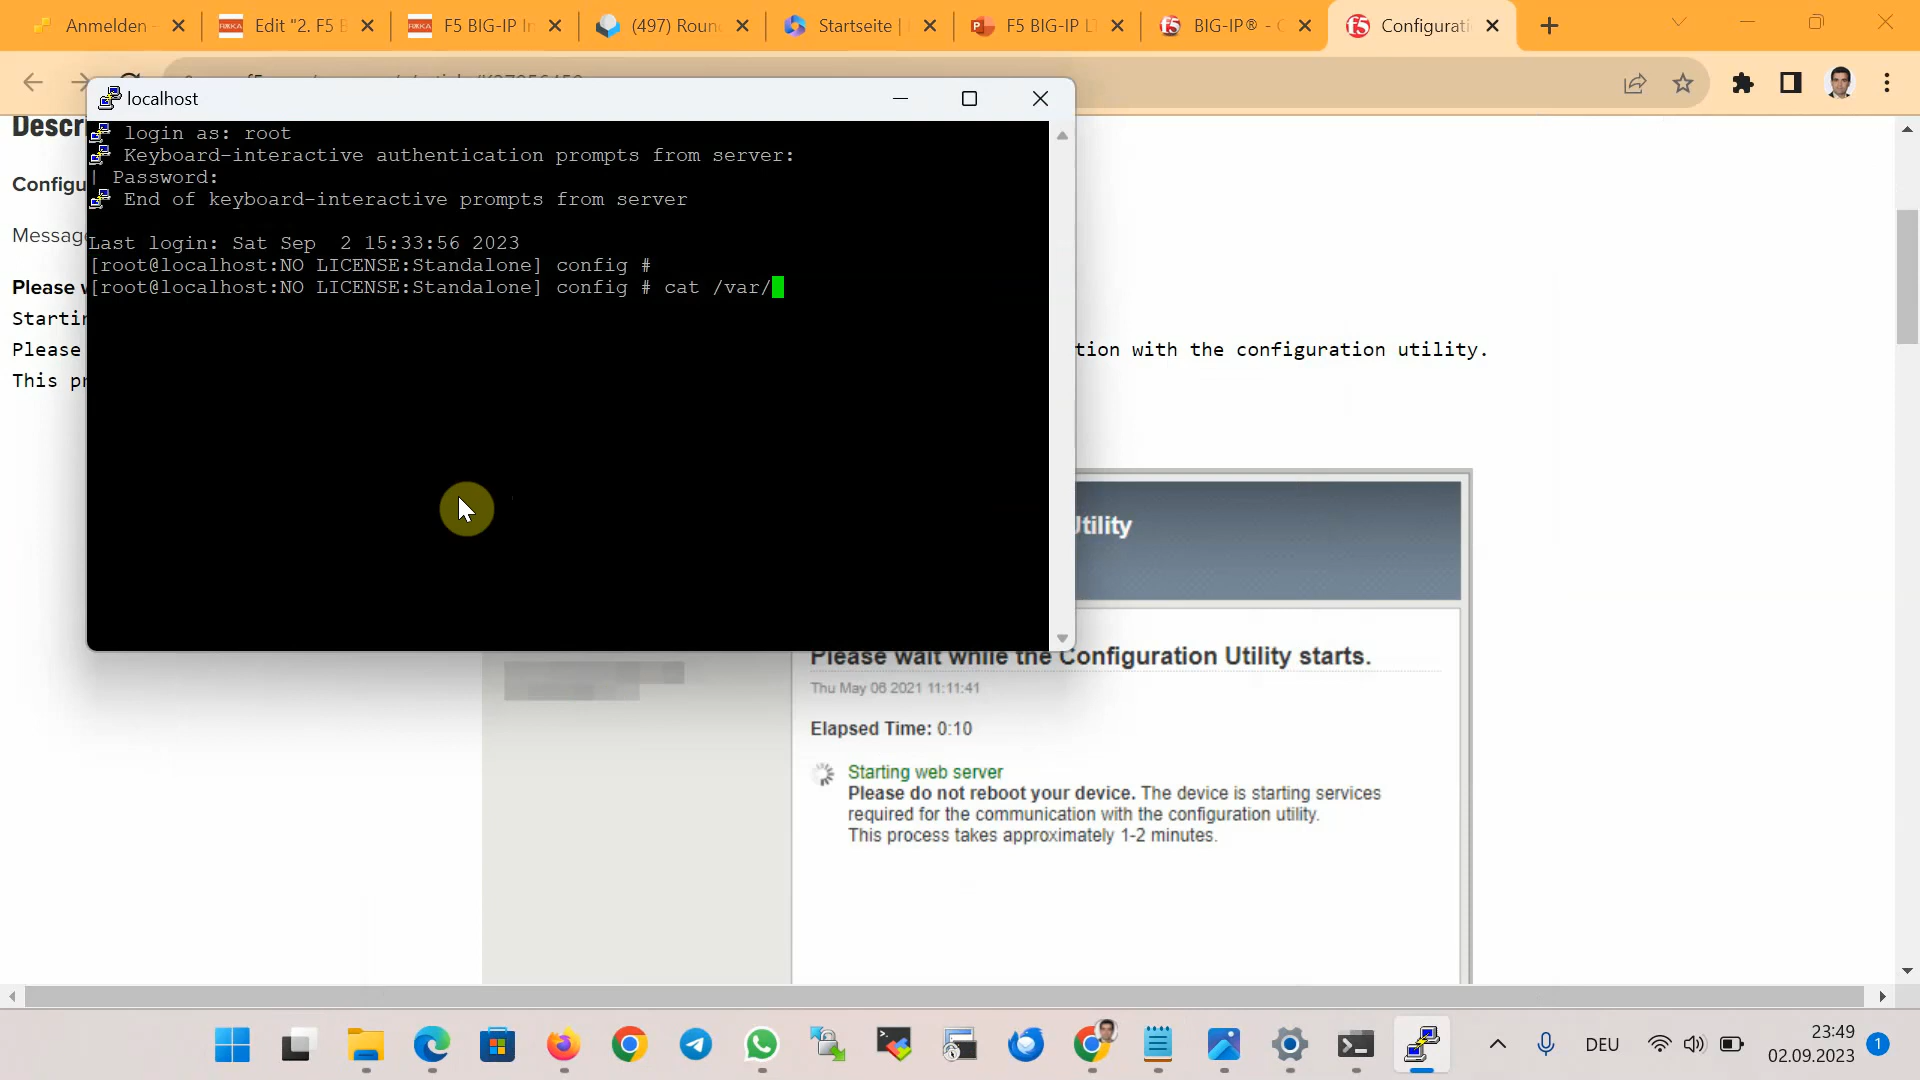 Anmelden
Edit "2. F5 B
F5 BIG-IP In
(497) Roun
Startseite |
F5 BIG-IP LT
BIG-IP® - C
Configurati
localhost
login as: root
Keyboard-interactive authentication prompts from server:
| Password:
End of keyboard-interactive prompts from server
Last login: Sat Sep  2 15:33:56 2023
[root@localhost:NO LICENSE:Standalone] config #
[root@localhost:NO LICENSE:Standalone] config # cat /var/
Descr
Configu
Messag
Please w
Startin
Please
tion with the configuration utility.
This pr
Utility
Please wait while the Configuration Utility starts.
Thu May 06 2021 11:11:41
Elapsed Time: 0:10
Starting web server
Please do not reboot your device. The device is starting services
required for the communication with the configuration utility.
This process takes approximately 1-2 minutes.
DEU
23:49
02.09.2023
1